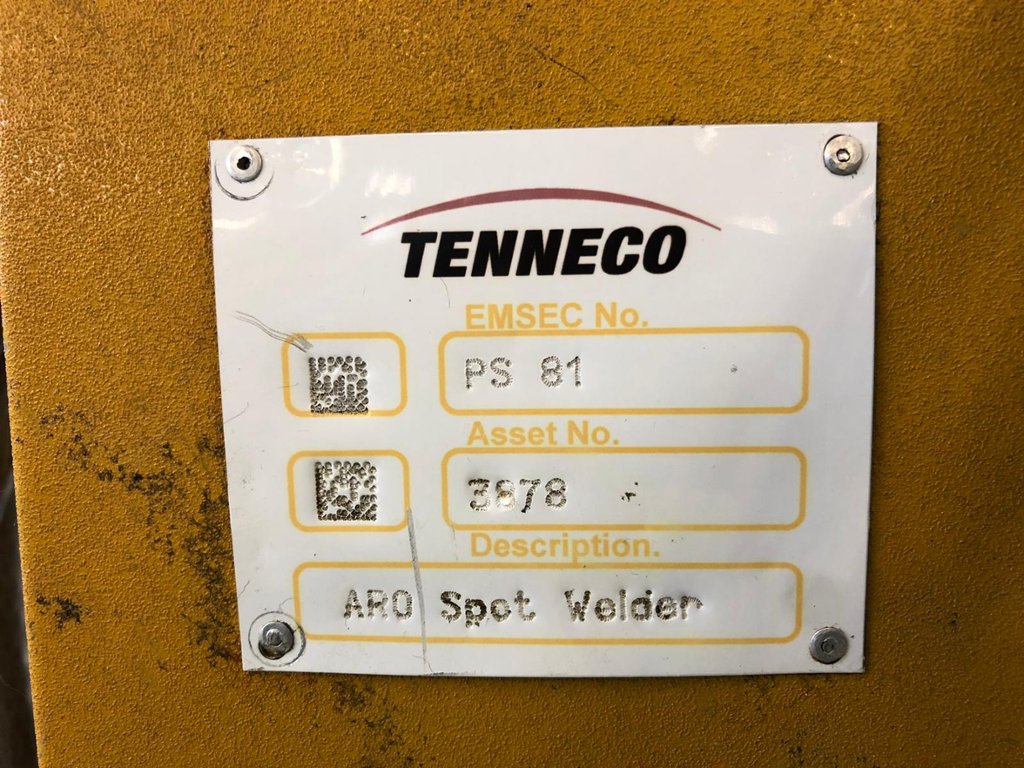 TENNECO
EMSEC No.
PS 81
Asset No.
3878
Description.
ARO Spot Welder